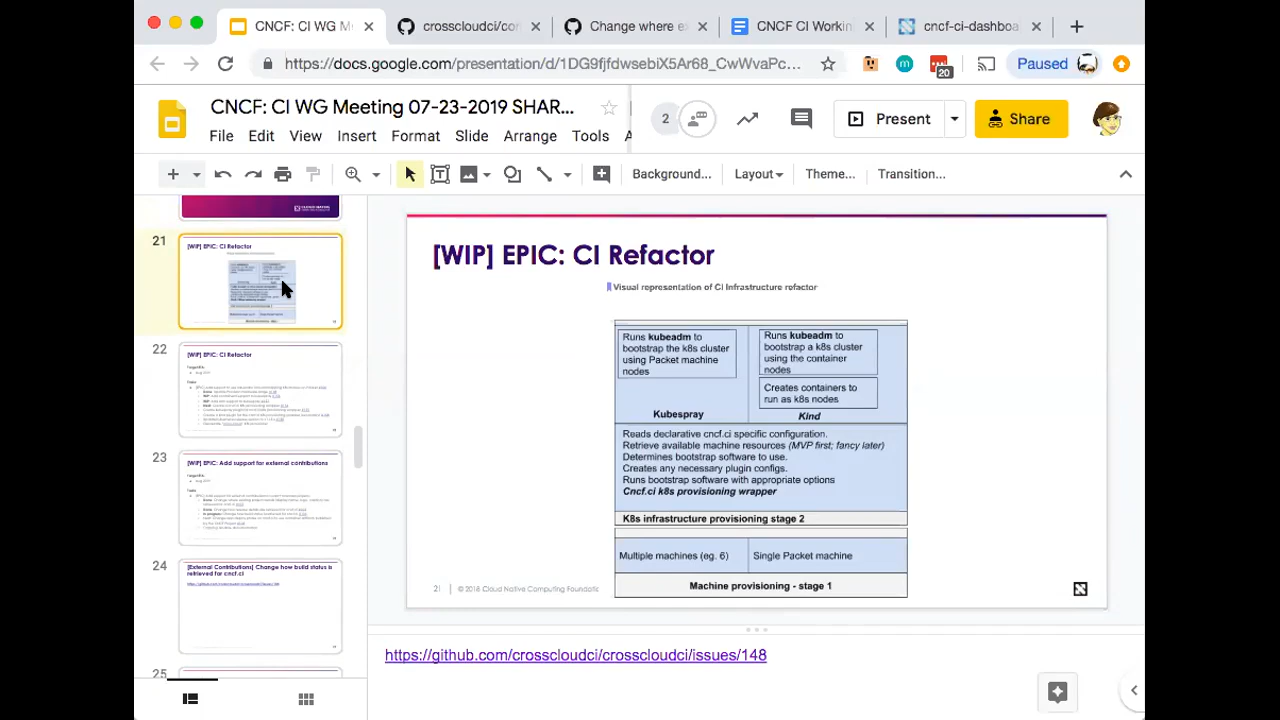 CNCF: CI WG M
crosscloudci/cor
Change where e
CNCF CI Workin
cncf-ci-dashboa
https://docs.google.com/presentation/d/1DG9fjfdwsebiX5Ar68_CwWvaPc...
20
Paused
CNCF: CI WG Meeting 07-23-2019 SHAR...
File Edit View Insert Format Slide Arrange Tools A
2
Present
Share
Background... Layout Theme... Transition...
21
[WIP] EPIC: CI Refactor
22
[WIP] EPIC: CI Refactor
23
[WIP] EPIC: Add support for external contributions
24
[External Contributions] Change how build status is
retrieved for cncf.ci
25
[WIP] EPIC: CI Refactor
Visual representation of CI Infrastructure refactor
Runs kubeadm to
bootstrap the k8s cluster
using Packet machine
nodes
Kubespray
Runs kubeadm to
bootstrap a k8s cluster
using the container
nodes
Creates containers to
run as k8s nodes
Kind
Reads declarative cncf.ci specific configuration.
Retrieve available machine resources (MVP first; fancy later)
Determines bootstrap software to use.
Creates any necessary plugin configs.
Runs bootstrap software with appropriate options
Cncf.ci k8s provisioning wrapper
K8s infrastructure provisioning stage 2
Multiple machines (eg. 6)
Single Packet machine
Machine provisioning - stage 1
21
© 2018 Cloud Native Computing Foundatio
https://github.com/crosscloudci/crosscloudci/issues/148